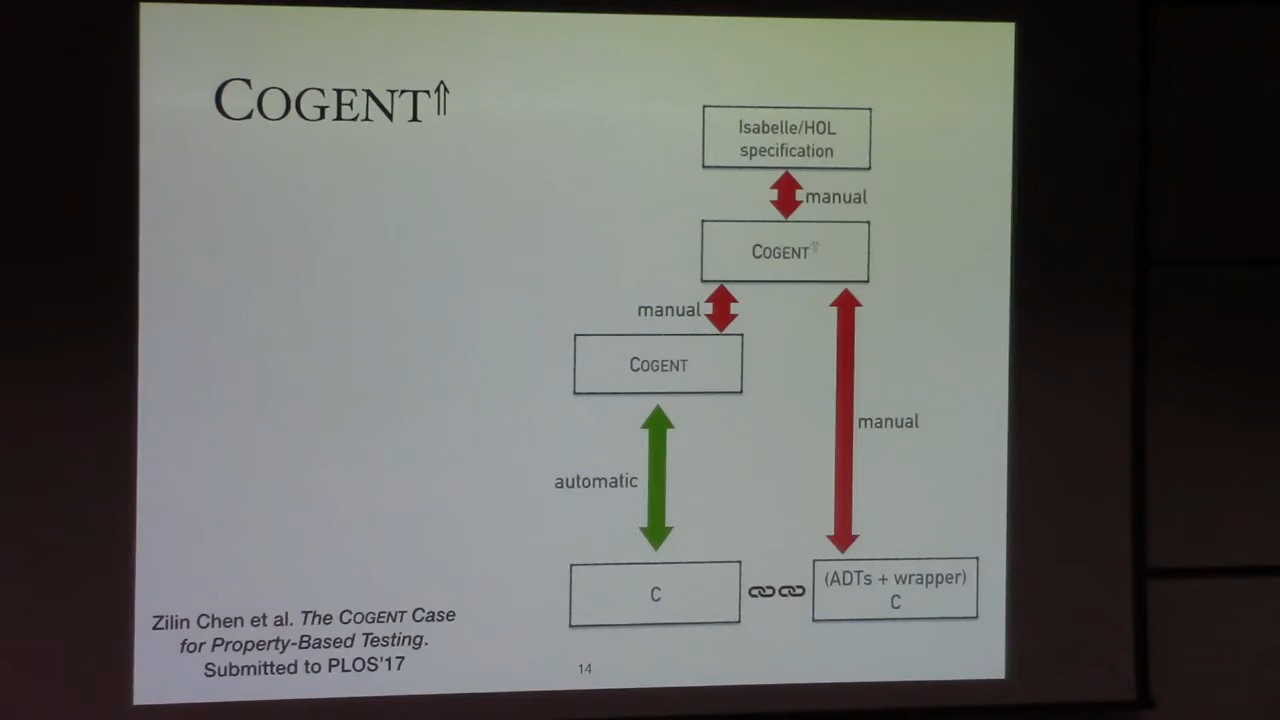 COGENT⇑
Isabelle/HOL
specification
manual
COGENT⇑
manual
COGENT
manual
automatic
C
(ADTs + wrapper)
C
Zilin Chen et al. The COGENT Case
for Property-Based Testing.
Submitted to PLOS'17
14